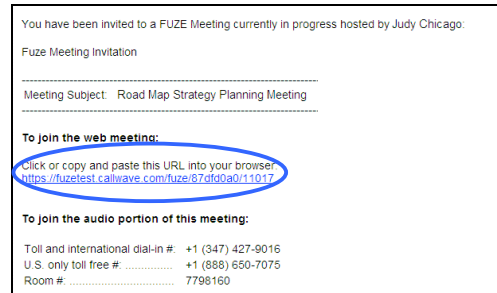 You have been invited to a FUZE Meeting currently in progress hosted by Judy Chicago:
Fuze Meeting Invitation
--------------------------------------------------------------------------------
Meeting Subject: Road Map Strategy Planning Meeting
--------------------------------------------------------------------------------
To join the web meeting:
Click or copy and paste this URL into your browser:
https://fuzetest.callwave.com/fuze/87dfd0a0/11017
To join the audio portion of this meeting:
Toll and international dial-in #: +1 (347) 427-9016
U.S. only toll free #: ............... +1 (888) 650-7075
Room #: ................................. 7798160